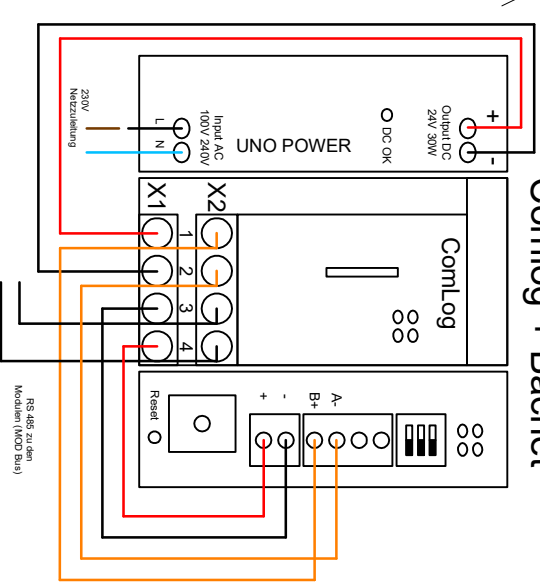 ComLog + Bacnet
+
-
Output DC
24V 30W
DC OK
UNO POWER
Input AC
100V 240V
L
N
230V
Netzzuleitung
ComLog
X2
X1
1
2
3
4
A-
B+
-
+
Reset
RS 485 zu den
Modulen (MOD Bus)